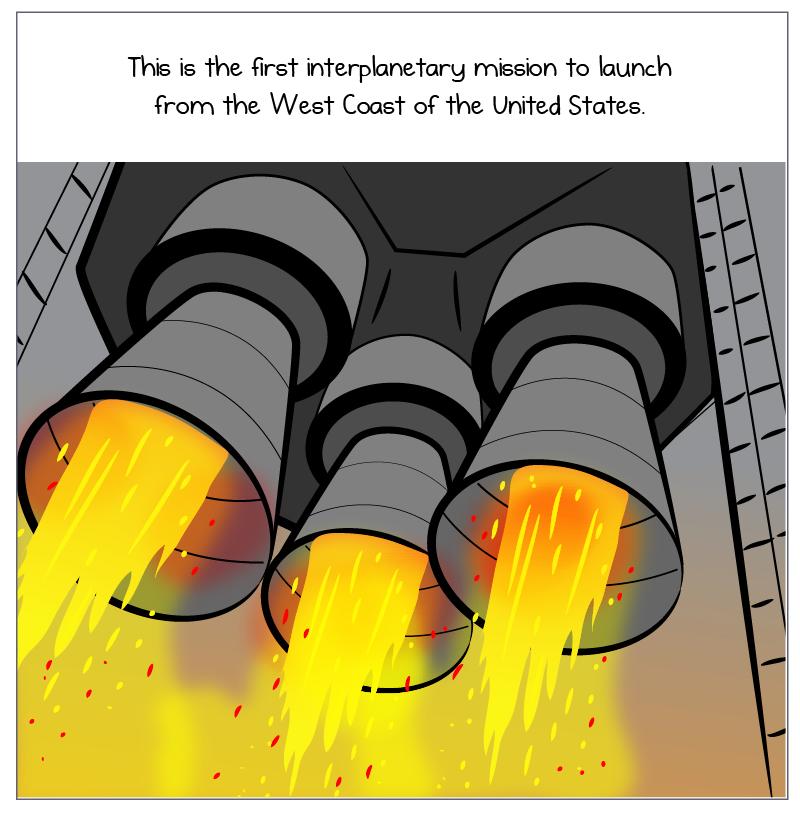 This is the first interplanetary mission to launch
from the West Coast of the United States.